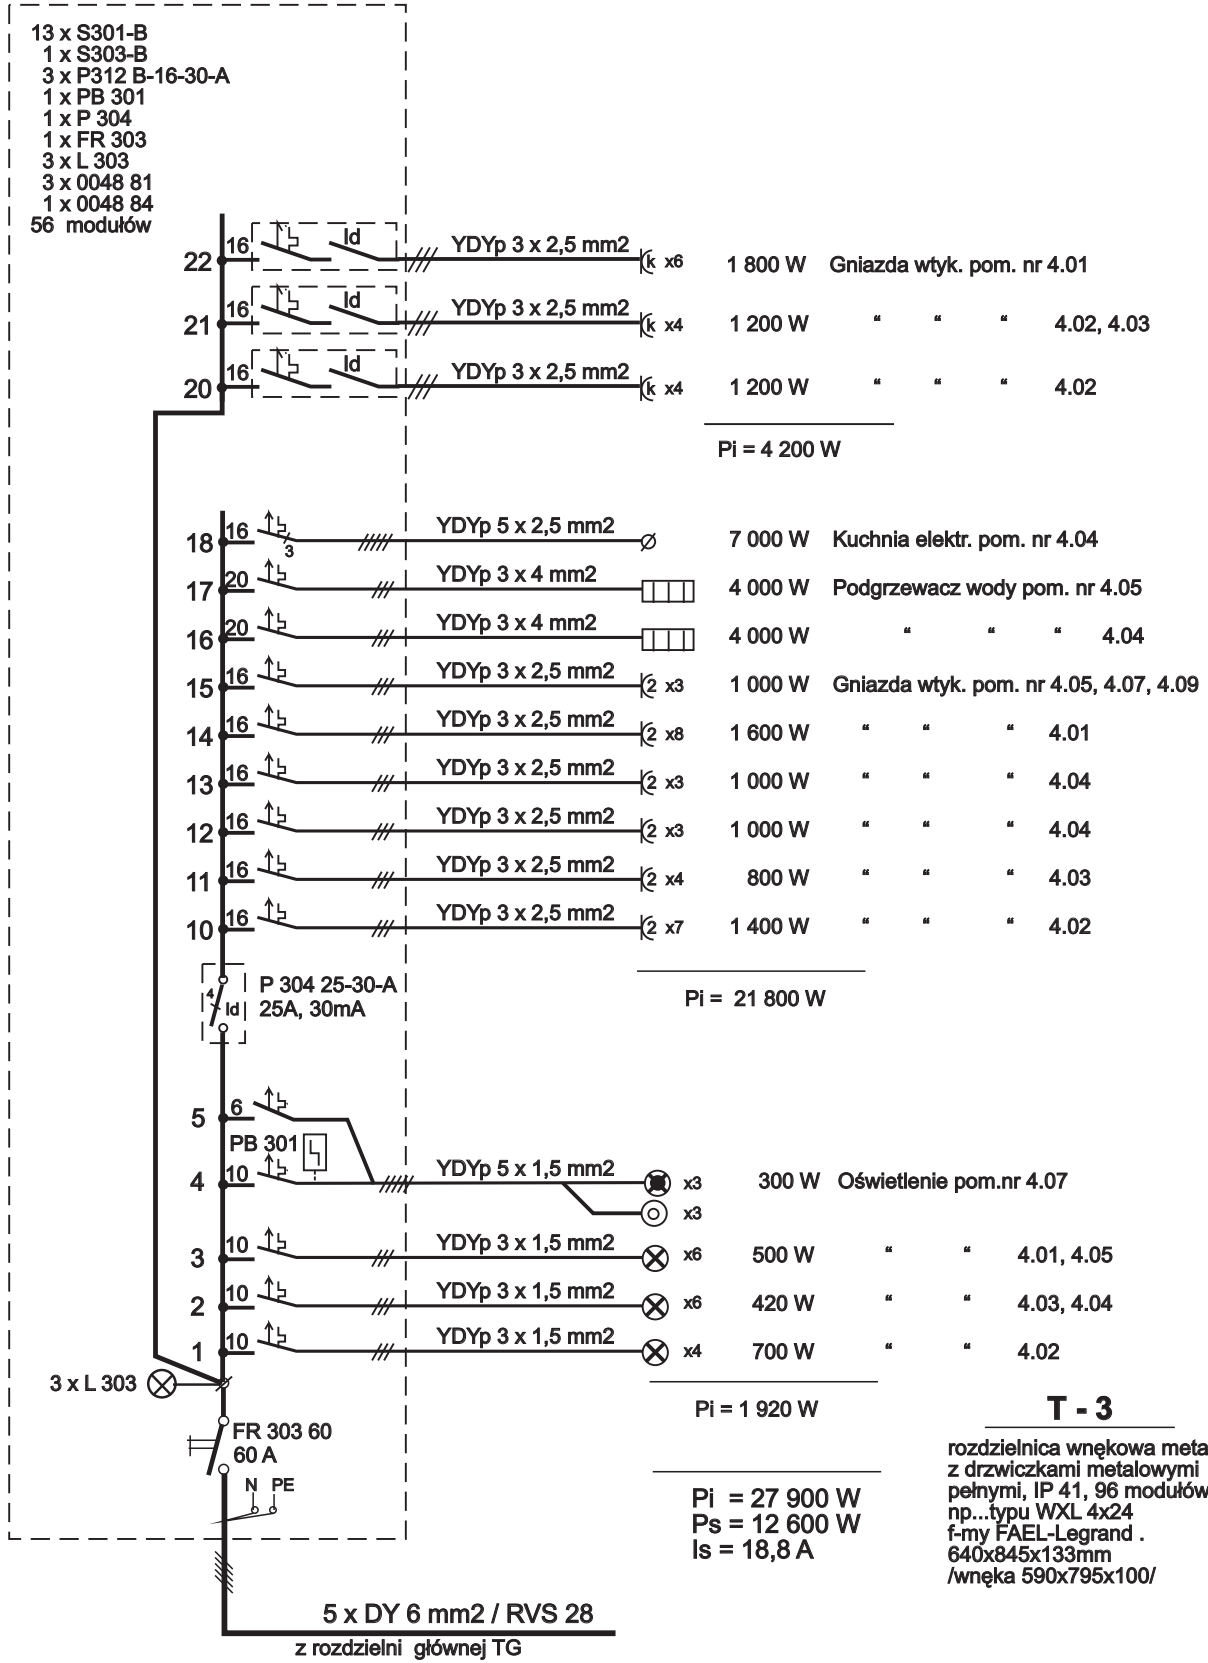 13 x S301-B
1 x S303-B
3 x P312 B-16-30-A
1 x PB 301
1 x P 304
1 x FR 303
3 x L 303
3 x 0048 81
1 x 0048 84
56 modułów
22 16 Id YDYp 3 x 2,5 mm2 k x6 1 800 W Gniazda wtyk. pom. nr 4.01
21 16 Id YDYp 3 x 2,5 mm2 k x4 1 200 W “ “ “ 4.02, 4.03
20 16 Id YDYp 3 x 2,5 mm2 k x4 1 200 W “ “ “ 4.02
Pi = 4 200 W
18 16 3 YDYp 5 x 2,5 mm2 7 000 W Kuchnia elektr. pom. nr 4.04
17 20 YDYp 3 x 4 mm2 4 000 W Podgrzewacz wody pom. nr 4.05
16 20 YDYp 3 x 4 mm2 4 000 W “ “ “ 4.04
15 16 YDYp 3 x 2,5 mm2 2 x3 1 000 W Gniazda wtyk. pom. nr 4.05, 4.07, 4.09
14 16 YDYp 3 x 2,5 mm2 2 x8 1 600 W “ “ “ 4.01
13 16 YDYp 3 x 2,5 mm2 2 x3 1 000 W “ “ “ 4.04
12 16 YDYp 3 x 2,5 mm2 2 x3 1 000 W “ “ “ 4.04
11 16 YDYp 3 x 2,5 mm2 2 x4 800 W “ “ “ 4.03
10 16 YDYp 3 x 2,5 mm2 2 x7 1 400 W “ “ “ 4.02
Pi = 21 800 W
P 304 25-30-A
4 Id 25A, 30mA
5 6
PB 301
4 10 YDYp 5 x 1,5 mm2 x3 300 W Oświetlenie pom.nr 4.07
x3
3 10 YDYp 3 x 1,5 mm2 x6 500 W “ “ 4.01, 4.05
2 10 YDYp 3 x 1,5 mm2 x6 420 W “ “ 4.03, 4.04
1 10 YDYp 3 x 1,5 mm2 x4 700 W “ “ 4.02
3 x L 303
Pi = 1 920 W
FR 303 60
60 A
N PE
Pi = 27 900 W
Ps = 12 600 W
Is = 18,8 A
T - 3
rozdzielnica wnękowa meta
z drzwiczkami metalowymi
pełnymi, IP 41, 96 modułów
np...typu WXL 4x24
f-my FAEL-Legrand .
640x845x133mm
/wnęka 590x795x100/
5 x DY 6 mm2 / RVS 28
z rozdzielni głównej TG